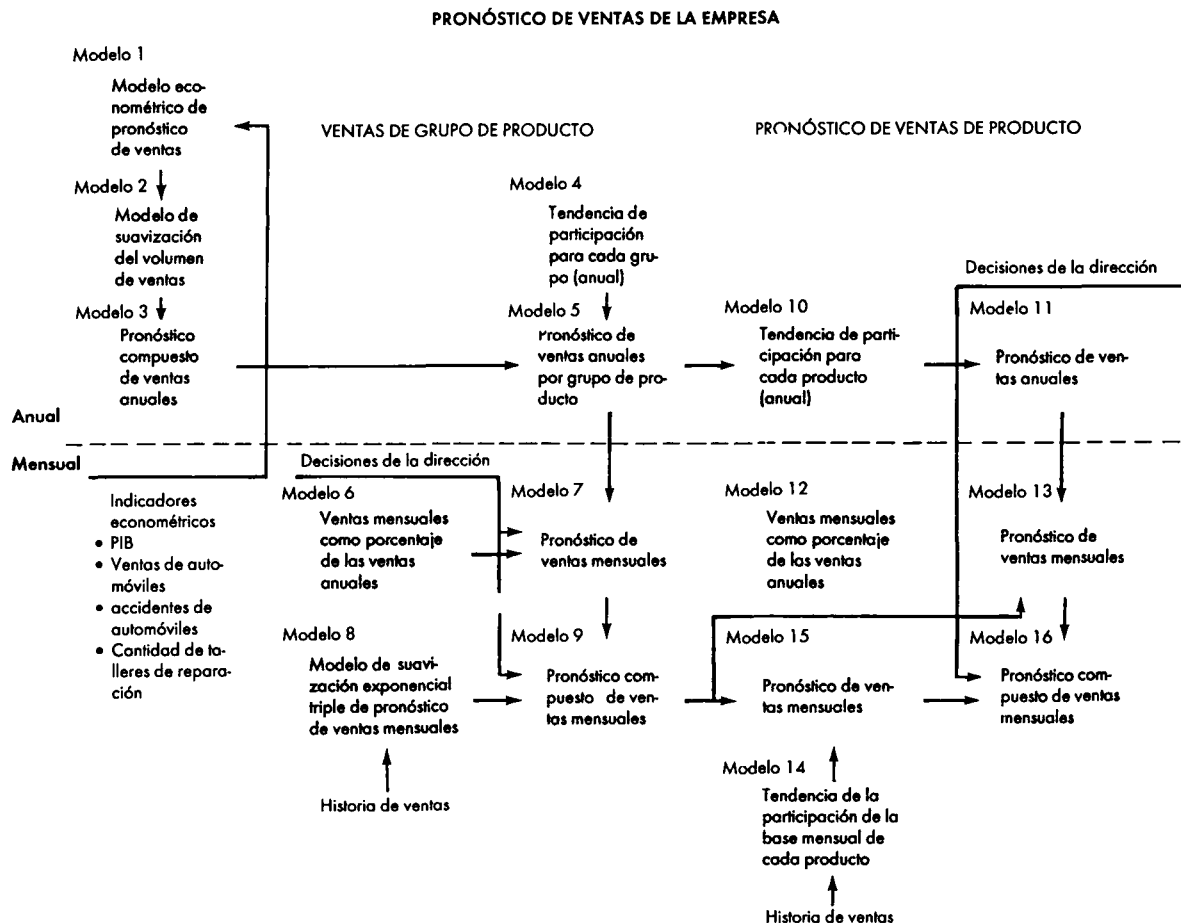 PRONÓSTICO DE VENTAS DE LA EMPRESA
Modelo 1
Modelo eco-
nométrico de
pronóstico
de ventas
VENTAS DE GRUPO DE PRODUCTO
PRONÓSTICO DE VENTAS DE PRODUCTO
Modelo 2
Modelo de
suavización
del volumen
de ventas
Modelo 4
Tendencia de
participación
para cada gru-
po (anual)
Decisiones de la dirección
Modelo 3
Pronóstico
compuesto
de ventas
anuales
Modelo 5
Pronóstico de
ventas anuales
por grupo de pro-
ducto
Modelo 10
Tendencia de parti-
cipación para
cada producto
(anual)
Modelo 11
Pronóstico de ven-
tas anuales
Anual
Mensual
Indicadores
econométricos
• PIB
• Ventas de auto-
móviles
• accidentes de
automóviles
• Cantidad de ta-
lleres de repara-
ción
Decisiones de la dirección
Modelo 6
Ventas mensuales
como porcentaje
de las ventas
anuales
Modelo 7
Pronóstico de
ventas mensuales
Modelo 12
Ventas mensuales
como porcentaje
de las ventas
anuales
Modelo 13
Pronóstico de
ventas mensuales
Modelo 8
Modelo de suavi-
zación exponencial
triple de pronóstico
de ventas mensuales
Historia de ventas
Modelo 9
Pronóstico com-
puesto de ven-
tas mensuales
Modelo 15
Pronóstico de ven-
tas mensuales
Modelo 16
Pronóstico com-
puesto de ventas
mensuales
Modelo 14
Tendencia de la
participación de la
base mensual de
cada producto
Historia de ventas